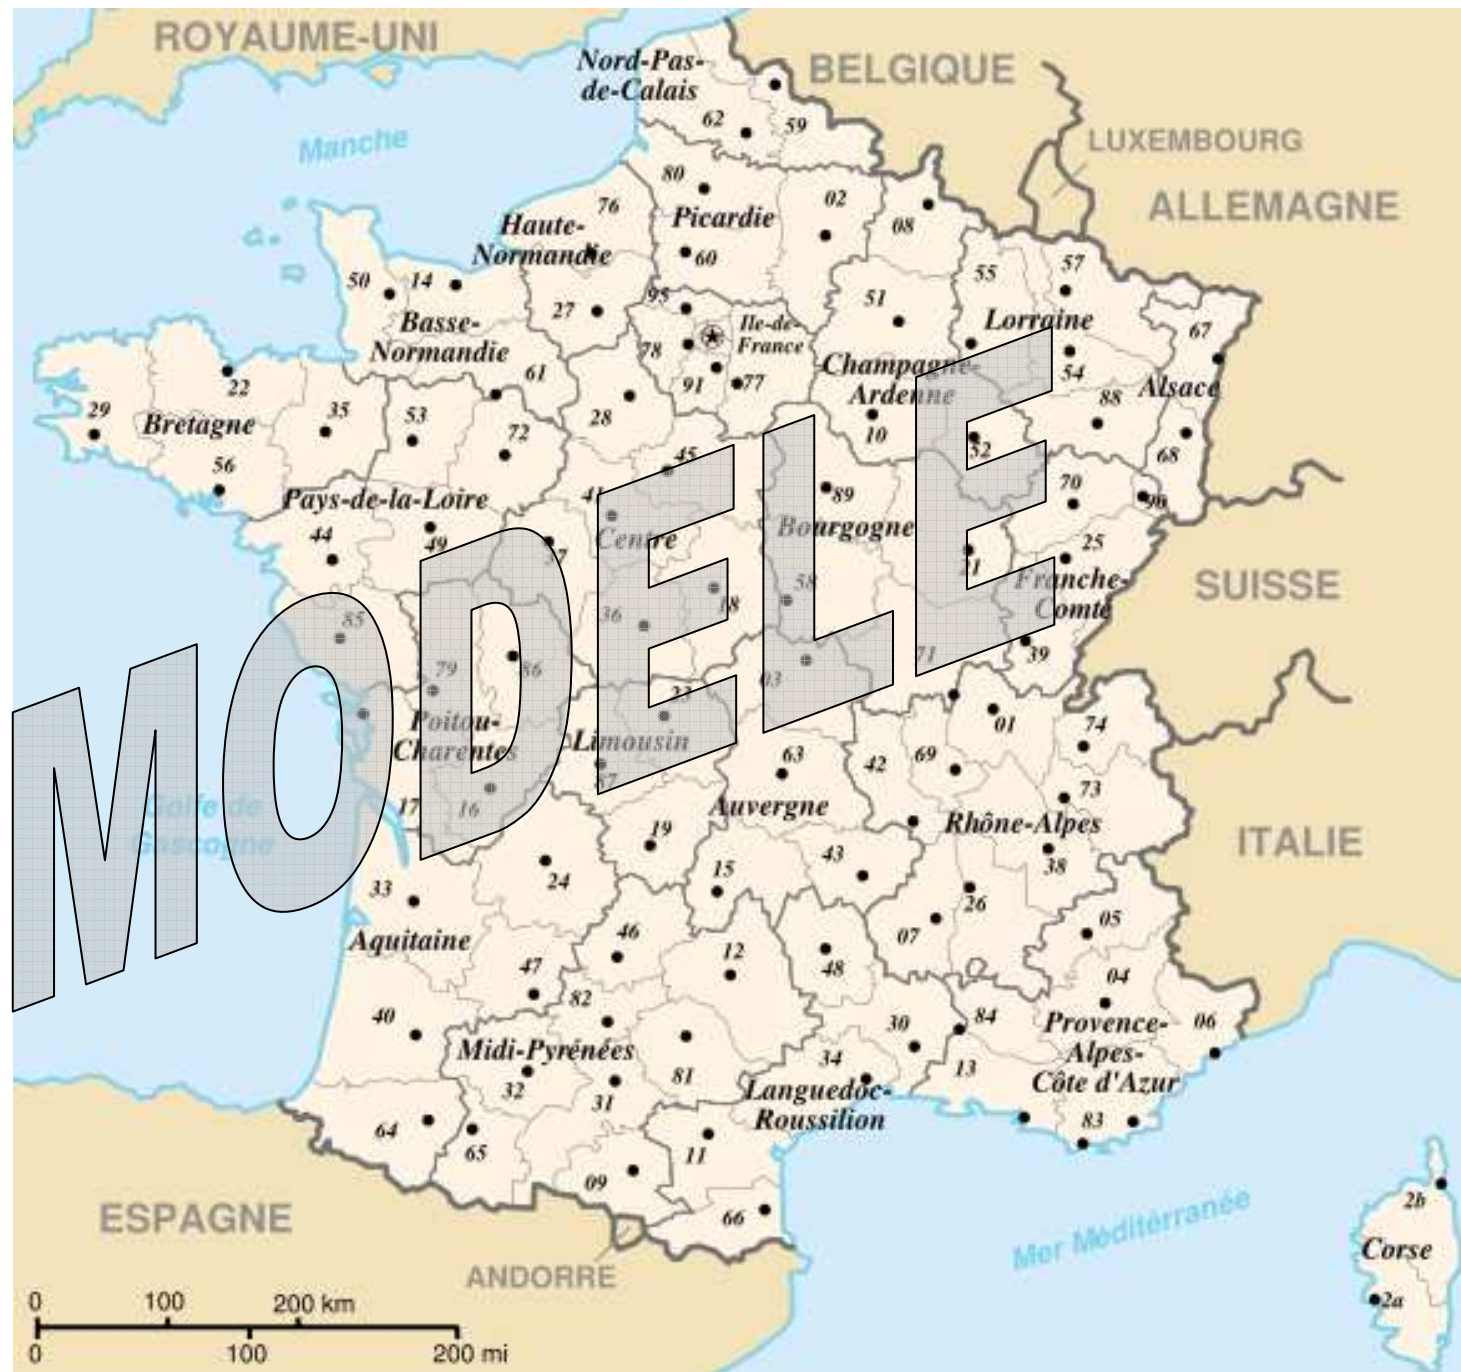 ROYAUME-UNI
Nord-Pas-
de-Calais
BELGIQUE
62
59
Manche
LUXEMBOURG
80
02
ALLEMAGNE
76
Picardie
08
Haute-
Normandie
60
55
57
50
14
95
51
27
Ile-de-
France
Lorraine
67
Basse-
Normandie
78
Champagne-
Ardenne
54
61
91
77
Alsace
22
29
Bretagne
35
53
28
10
88
72
52
45
68
56
Pays-de-la-Loire
41
89
70
90
44
49
37
Centre
Bourgogne
25
21
Franche-
Comté
SUISSE
85
36
18
58
79
86
03
71
39
MODELE
23
Poitou-
Charentes
Limousin
01
74
63
42
69
87
73
Golfe de
Gascogne
17
16
Auvergne
Rhône-Alpes
ITALIE
19
43
38
33
24
15
26
05
Aquitaine
46
12
07
47
48
04
82
40
30
84
06
Midi-Pyrénées
Provence-
Alpes-
Côte d'Azur
34
13
32
81
31
Languedoc-
Roussilion
64
65
11
83
09
2b
66
ESPAGNE
Mer Méditérranée
Corse
ANDORRE
2a
0 100 200 km
0 100 200 mi